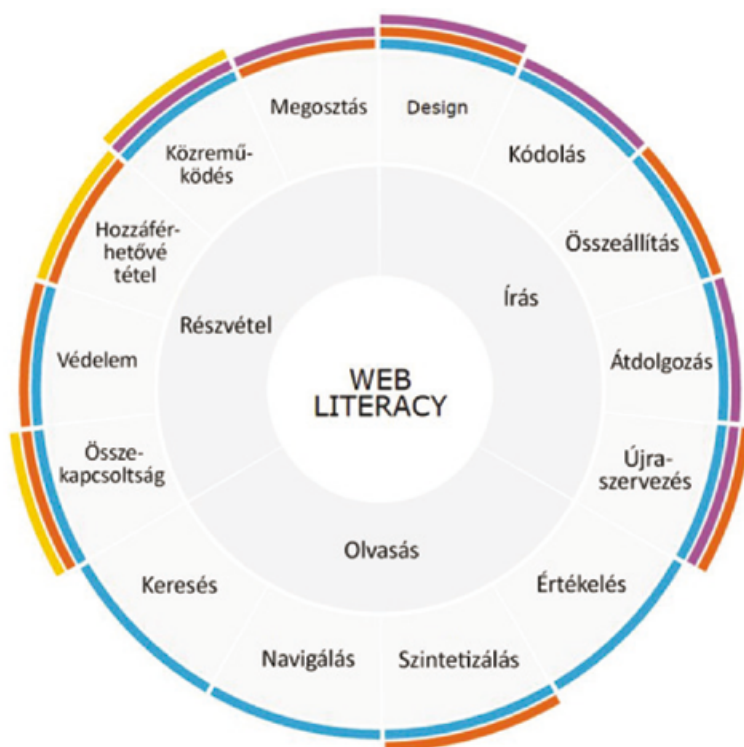 Megosztás
Design
Közremű-
ködés
Kódolás
Hozzáfér-
hetővé
tétel
Összeállítás
Írás
Részvétel
Védelem
Átdolgozás
WEB
LITERACY
Össze-
kapcsoltság
Újra-
szervezés
Olvasás
Keresés
Értékelés
Navigálás
Szintetizálás